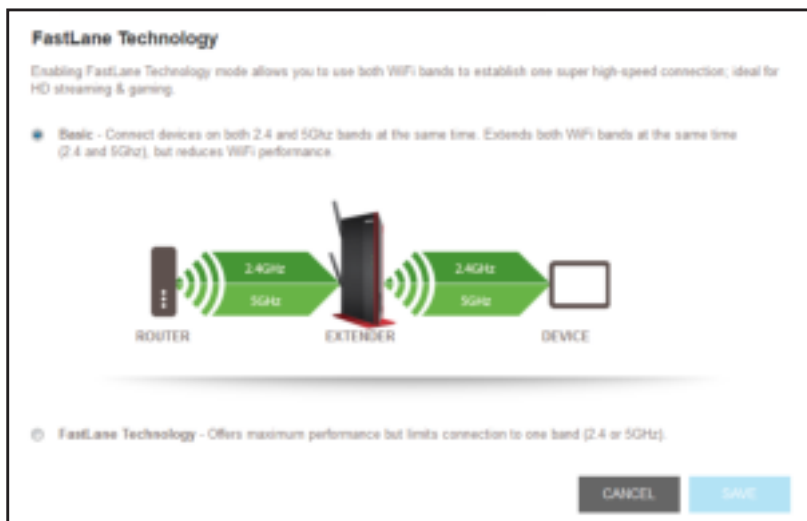 FastLane Technology
Enabling FastLane Technology mode allows you to use both WiFi bands to establish one super high-speed connection; ideal for
HD streaming & gaming.
Basic - Connect devices on both 2.4 and 5Ghz bands at the same time. Extends both WiFi bands at the same time
(2.4 and 5Ghz), but reduces WiFi performance.
2.4GHz 2.4GHz
5GHz 5GHz
ROUTER EXTENDER DEVICE
FastLane Technology - Offers maximum performance but limits connection to one band (2.4 or 5GHz).
CANCEL SAVE